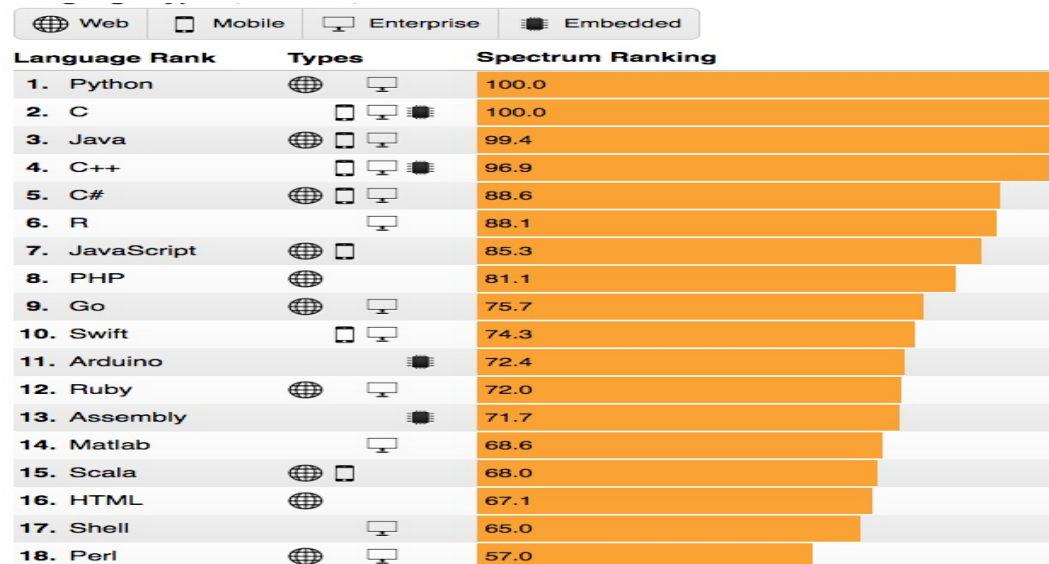 Web Mobile Enterprise Embedded
Language Rank Types Spectrum Ranking
1. Python 100.0
2. C 100.0
3. Java 99.4
4. C++ 96.9
5. C# 88.6
6. R 88.1
7. JavaScript 85.3
8. PHP 81.1
9. Go 75.7
10. Swift 74.3
11. Arduino 72.4
12. Ruby 72.0
13. Assembly 71.7
14. Matlab 68.6
15. Scala 68.0
16. HTML 67.1
17. Shell 65.0
18. Perl 57.0